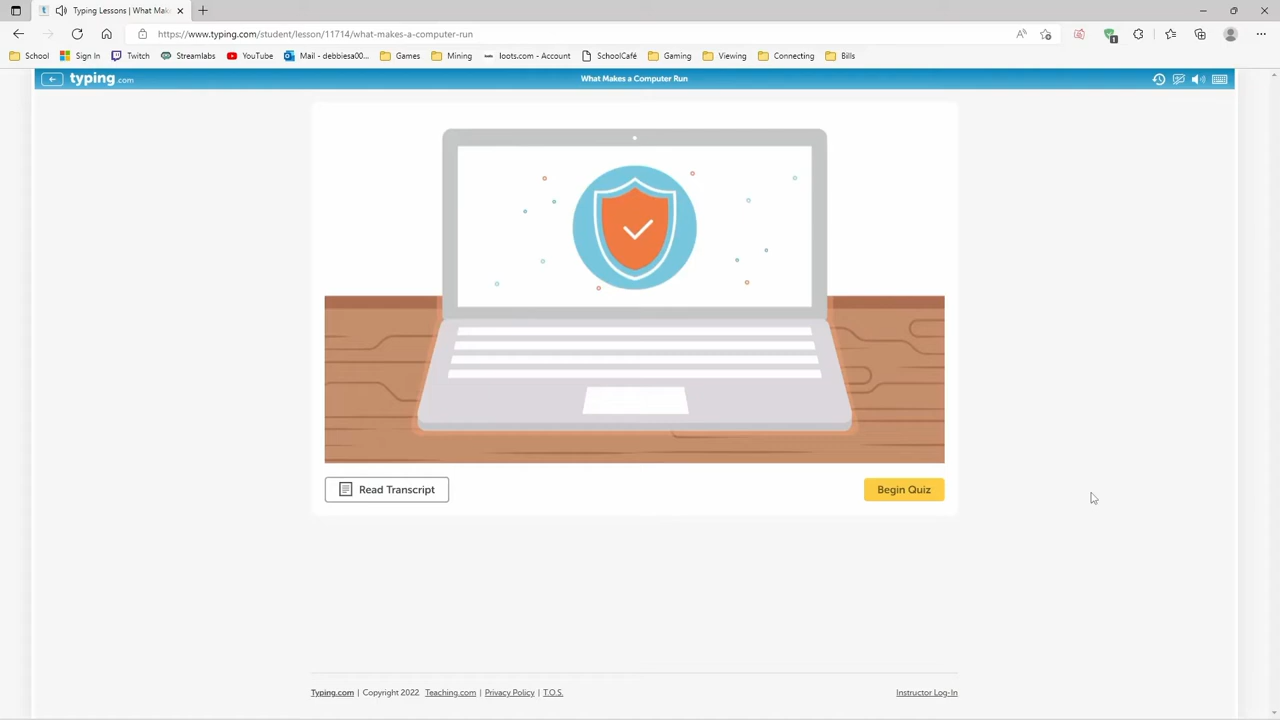 Typing Lessons | What Mak
https://www.typing.com/student/lesson/11714/what-makes-a-computer-run
School Sign In Twitch Streamlabs YouTube Mail - debbiesa00... Games Mining loots.com - Account SchoolCafé Gaming Viewing Connecting Bills
typing.com What Makes a Computer Run
Read Transcript Begin Quiz
Typing.com | Copyright 2022 Teaching.com | Privacy Policy | T.O.S. Instructor Log-In